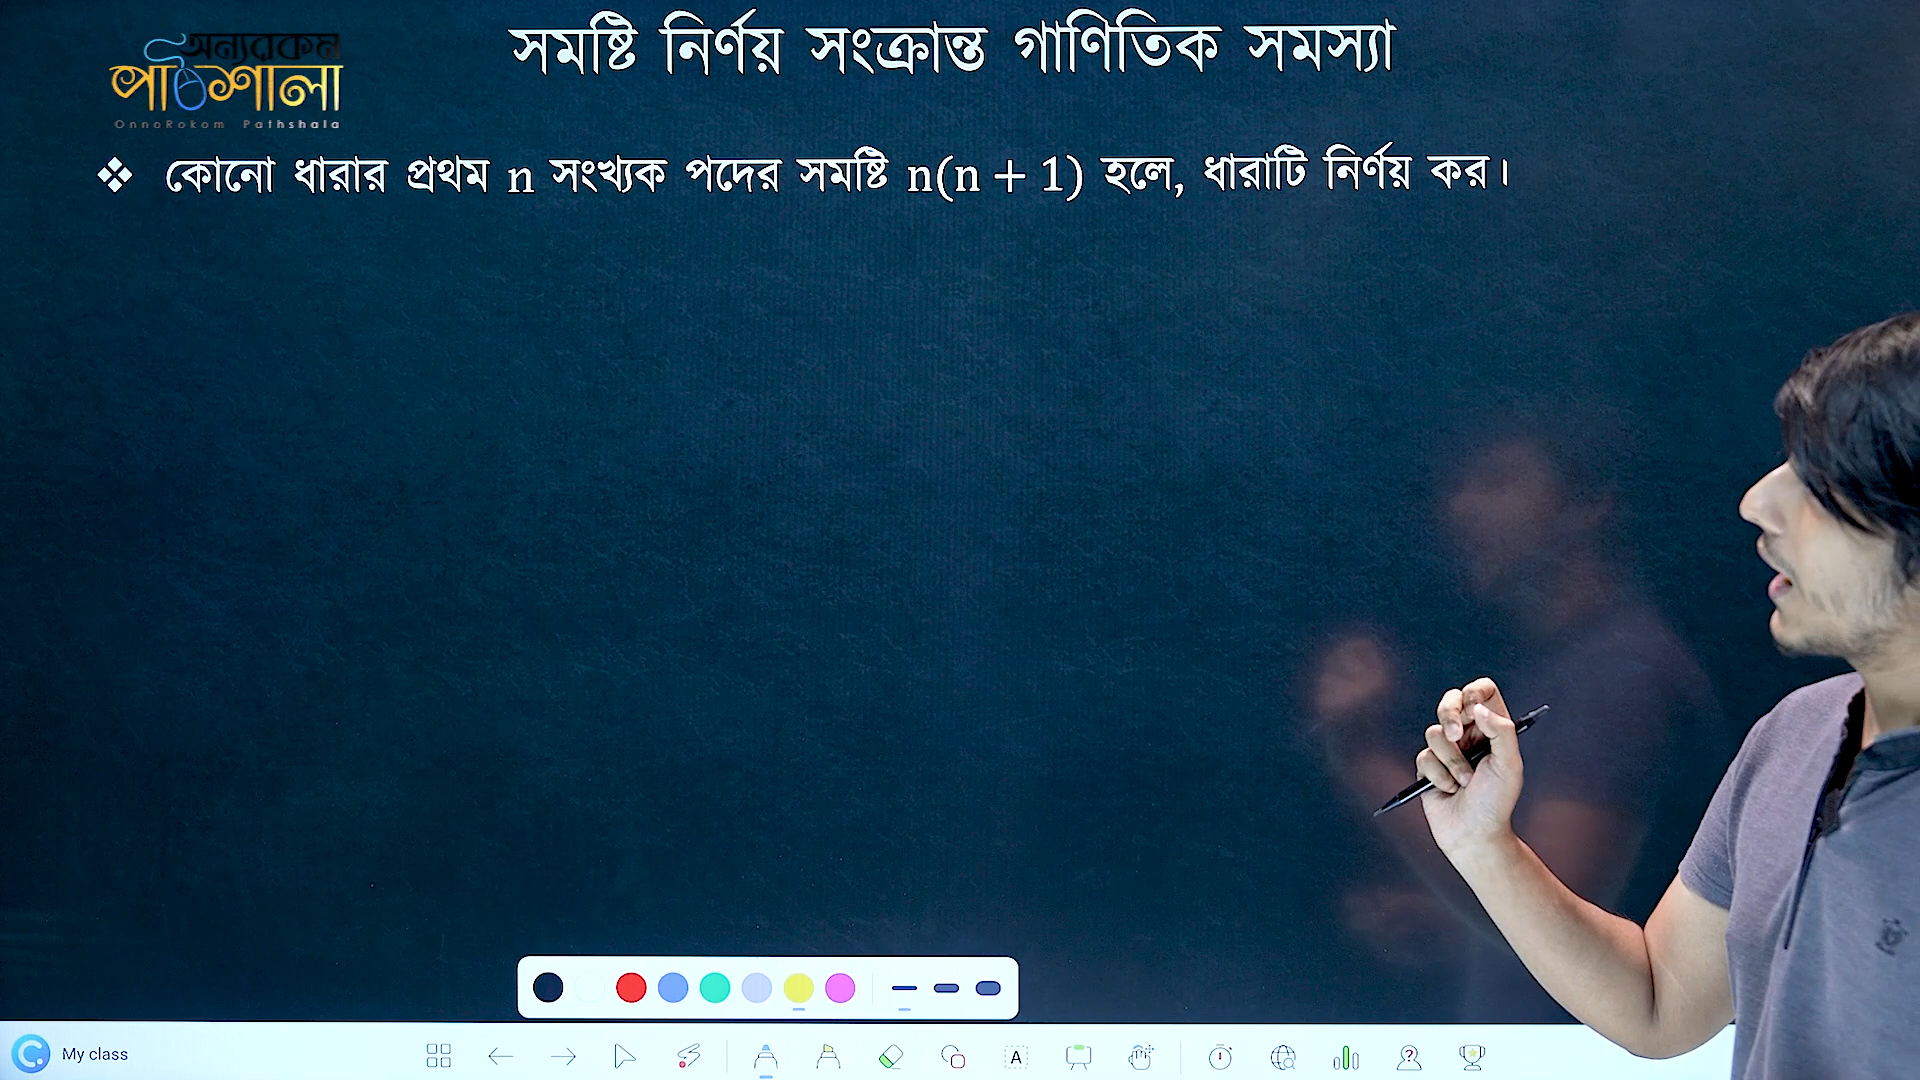 অন্যরকম
পাঠশালা
OnnoRokom Pathshala
সমষ্টি নির্ণয় সংক্রান্ত গাণিতিক সমস্যা
❖ কোনো ধারার প্রথম n সংখ্যক পদের সমষ্টি n(n + 1) হলে, ধারাটি নির্ণয় কর।
My class
A